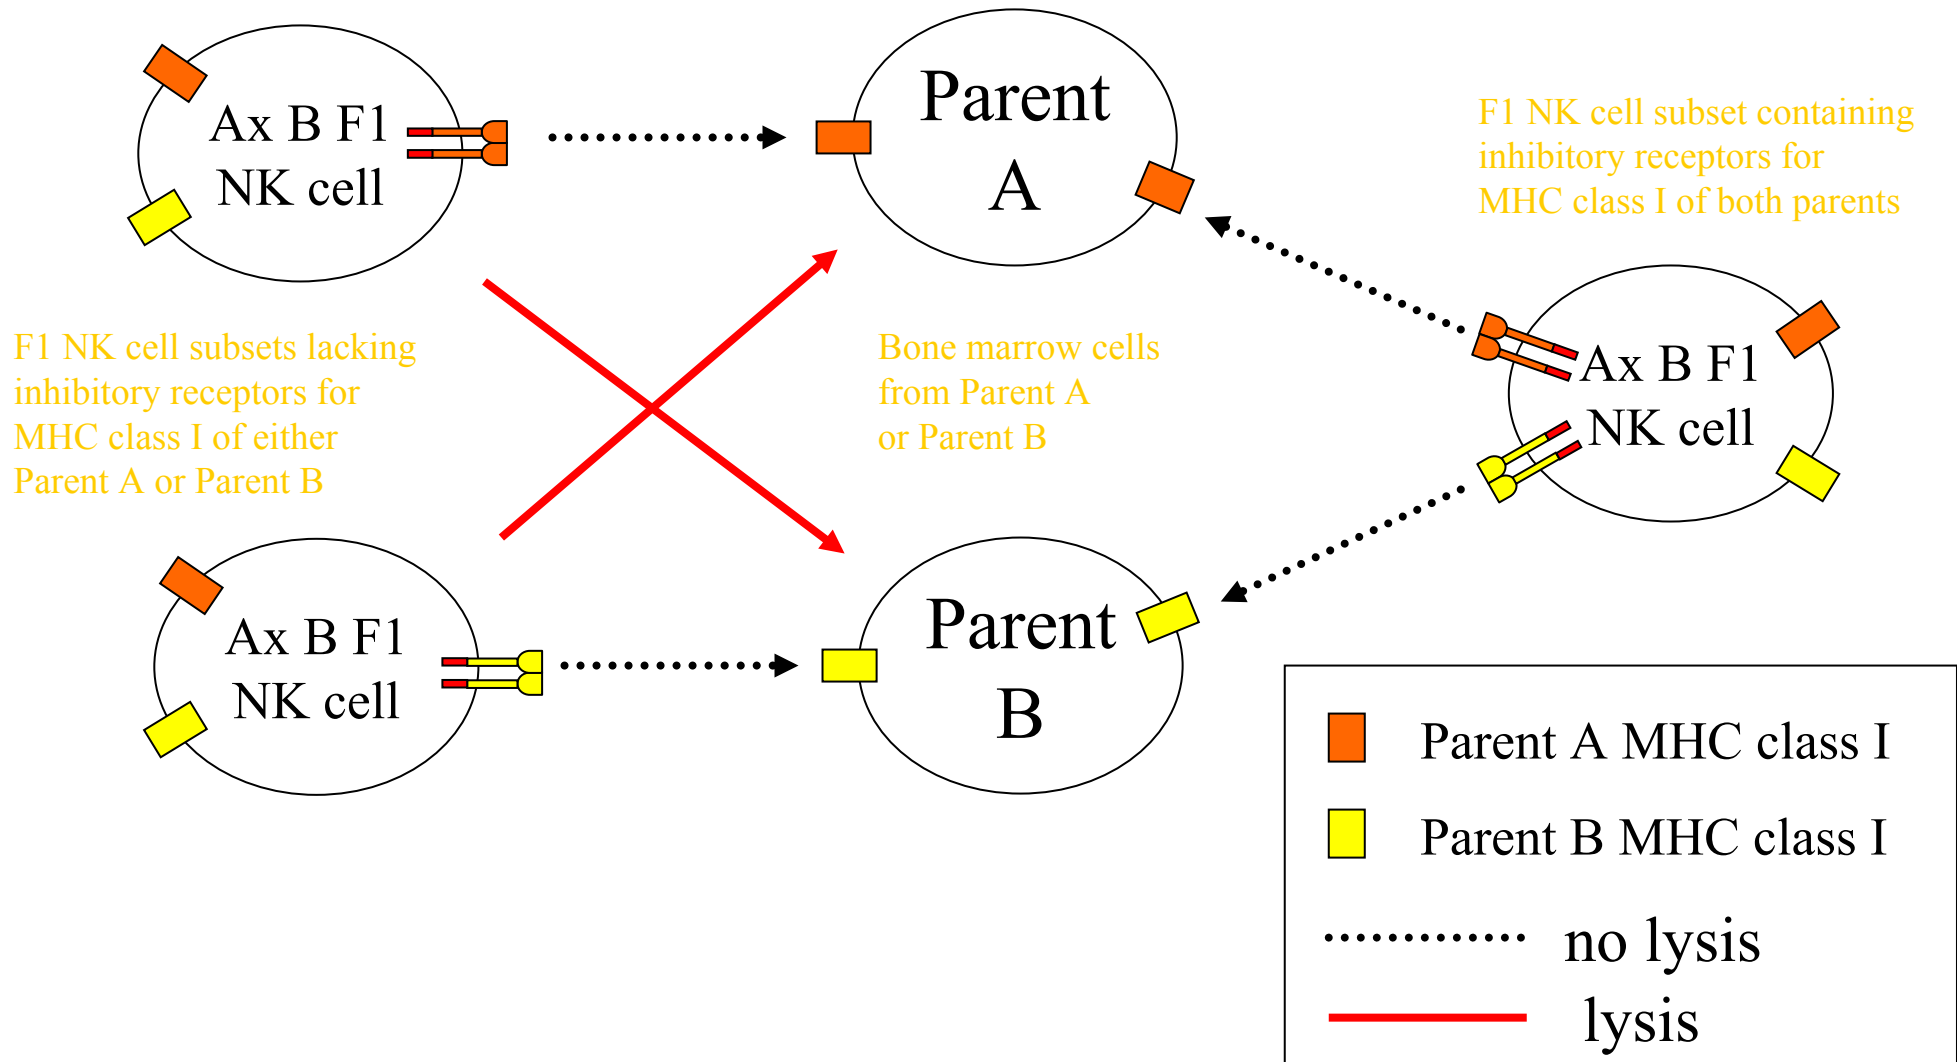 Ax B F1
NK cell
Parent
A
F1 NK cell subset containing
inhibitory receptors for
MHC class I of both parents
F1 NK cell subsets lacking
inhibitory receptors for
MHC class I of either
Parent A or Parent B
Bone marrow cells
from Parent A
or Parent B
Ax B F1
NK cell
Ax B F1
NK cell
Parent
B
Parent A MHC class I
Parent B MHC class I
no lysis
lysis